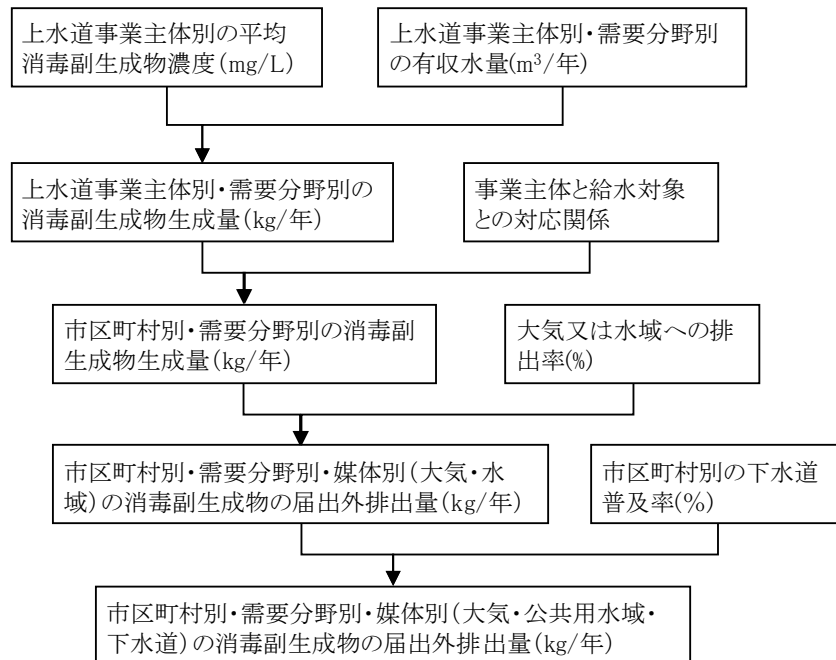 上水道事業主体別の平均
消毒副生成物濃度(mg/L)
上水道事業主体別・需要分野別
の有収水量(m³/年)
上水道事業主体別・需要分野別の
消毒副生成物生成量(kg/年)
事業主体と給水対象
との対応関係
市区町村別・需要分野別の消毒副
生成物生成量(kg/年)
大気又は水域への排
出率(%)
市区町村別・需要分野別・媒体別(大気・水
域)の消毒副生成物の届出外排出量(kg/年)
市区町村別の下水道
普及率(%)
市区町村別・需要分野別・媒体別(大気・公共用水域・
下水道)の消毒副生成物の届出外排出量(kg/年)